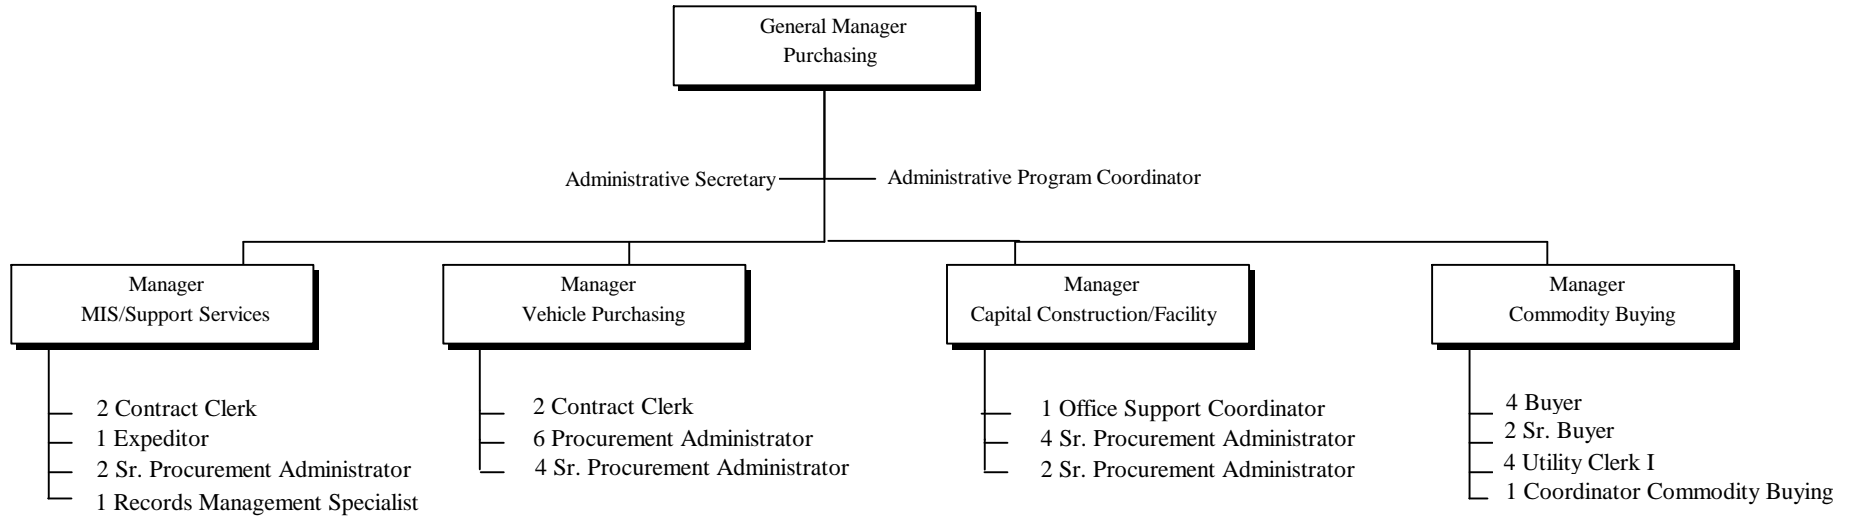 General Manager
Purchasing
Administrative Secretary
Administrative Program Coordinator
Manager
MIS/Support Services
2 Contract Clerk
1 Expeditor
2 Sr. Procurement Administrator
1 Records Management Specialist
Manager
Vehicle Purchasing
2 Contract Clerk
6 Procurement Administrator
4 Sr. Procurement Administrator
Manager
Capital Construction/Facility
1 Office Support Coordinator
4 Sr. Procurement Administrator
2 Sr. Procurement Administrator
Manager
Commodity Buying
4 Buyer
2 Sr. Buyer
4 Utility Clerk I
1 Coordinator Commodity Buying